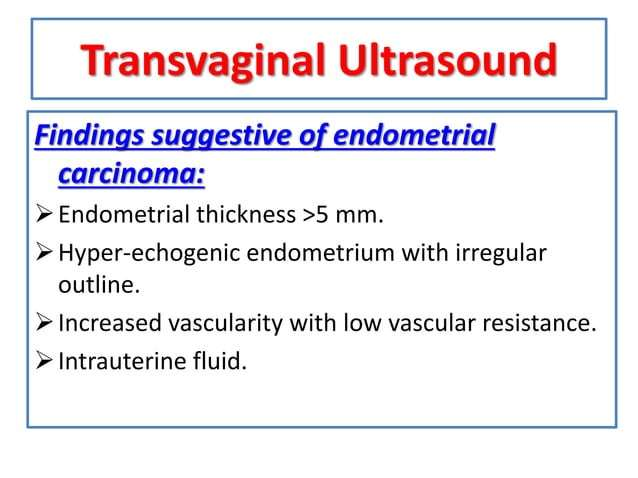 Transvaginal Ultrasound
Findings suggestive of endometrial
carcinoma:
➢ Endometrial thickness >5 mm.
➢ Hyper-echogenic endometrium with irregular
outline.
➢ Increased vascularity with low vascular resistance.
➢ Intrauterine fluid.